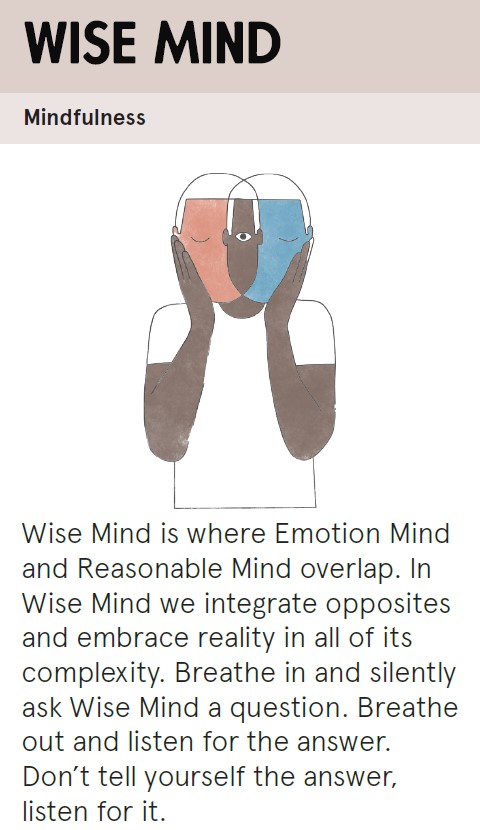 WISE MIND
Mindfulness
Wise Mind is where Emotion Mind
and Reasonable Mind overlap. In
Wise Mind we integrate opposites
and embrace reality in all of its
complexity. Breathe in and silently
ask Wise Mind a question. Breathe
out and listen for the answer.
Don’t tell yourself the answer,
listen for it.